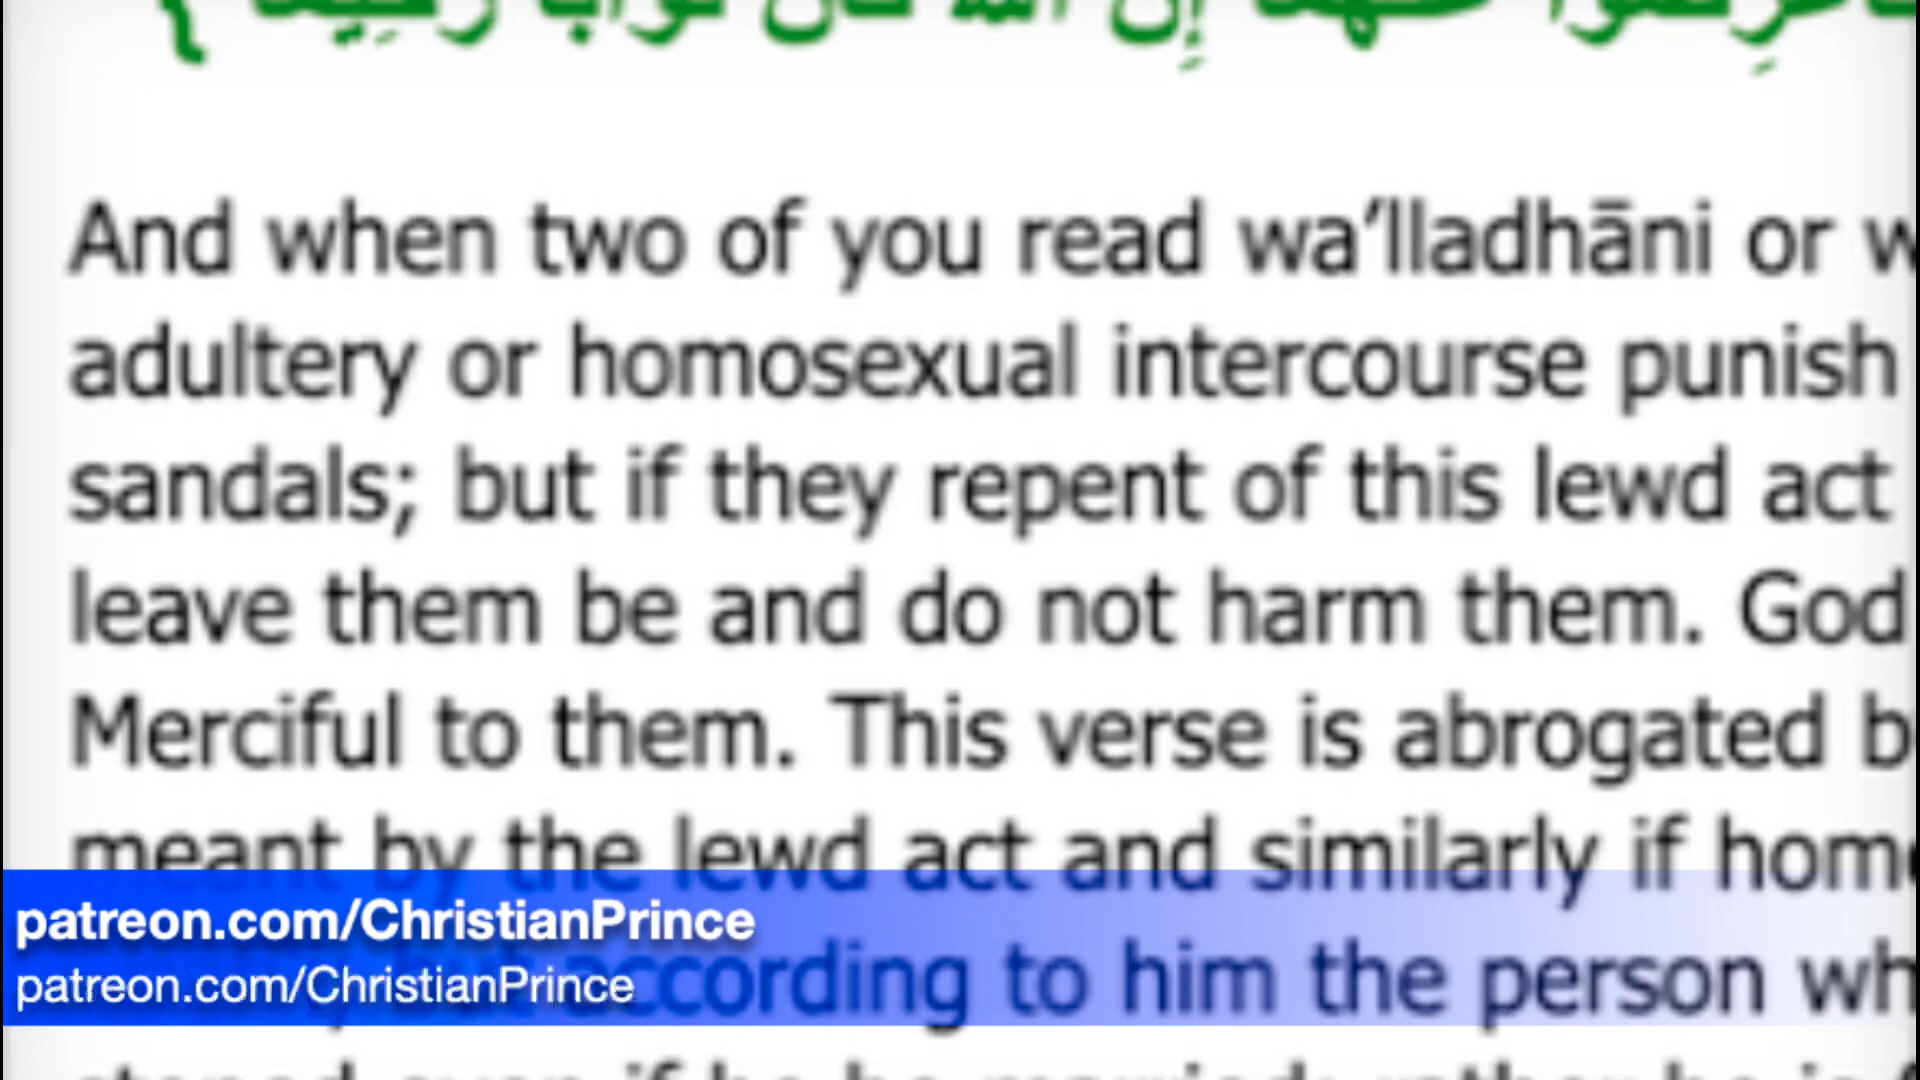 And when two of you read wa’lladhāni or
adultery or homosexual intercourse punish
sandals; but if they repent of this lewd act
leave them be and do not harm them. God
Merciful to them. This verse is abrogated
meant by the lewd act and similarly if
patreon.com/ChristianPrince
patreon.com/ChristianPrince
according to him the person